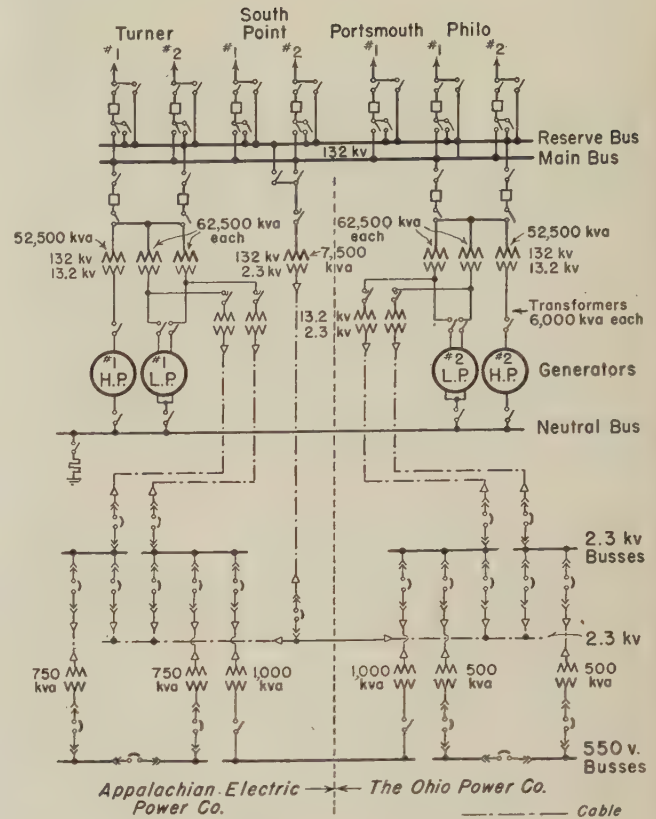 Turner
South Point
Portsmouth
Philo
#1
#2
#1
#2
#1
#1
#2
Reserve Bus
132 kv
Main Bus
52,500 kva
62,500 kva each
132 kv
13.2 kv
132 kv
2.3 kv
7,500 kva
62,500 kva each
52,500 kva
132 kv
13.2 kv
13.2 kv
2.3 kv
Transformers
6,000 kva each
#1 H.P.
#1 L.P.
#2 L.P.
#2 H.P.
Generators
Neutral Bus
2.3 kv Busses
2.3 kv
750 kva
750 kva
1,000 kva
1,000 kva
500 kva
500 kva
550 v. Busses
Appalachian Electric Power Co.
The Ohio Power Co.
Cable